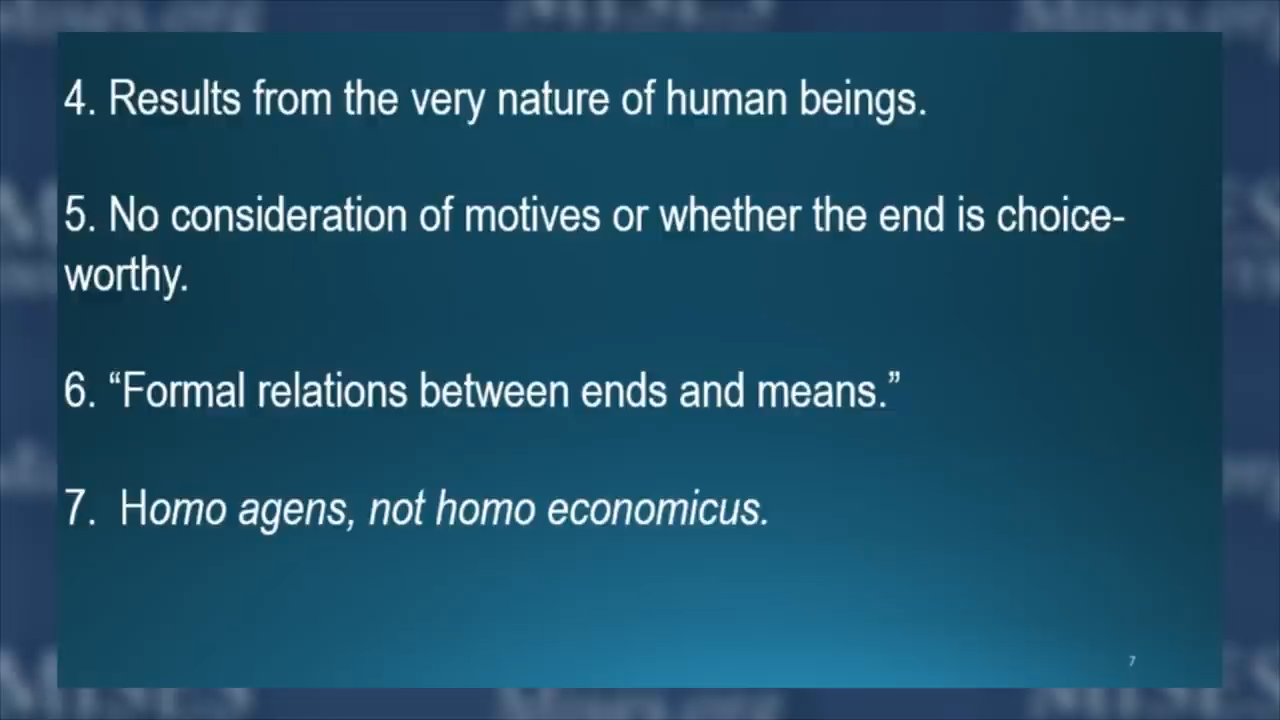 4. Results from the very nature of human beings.
5. No consideration of motives or whether the end is choice-
worthy.
6. “Formal relations between ends and means.”
7. Homo agens, not homo economicus.
7